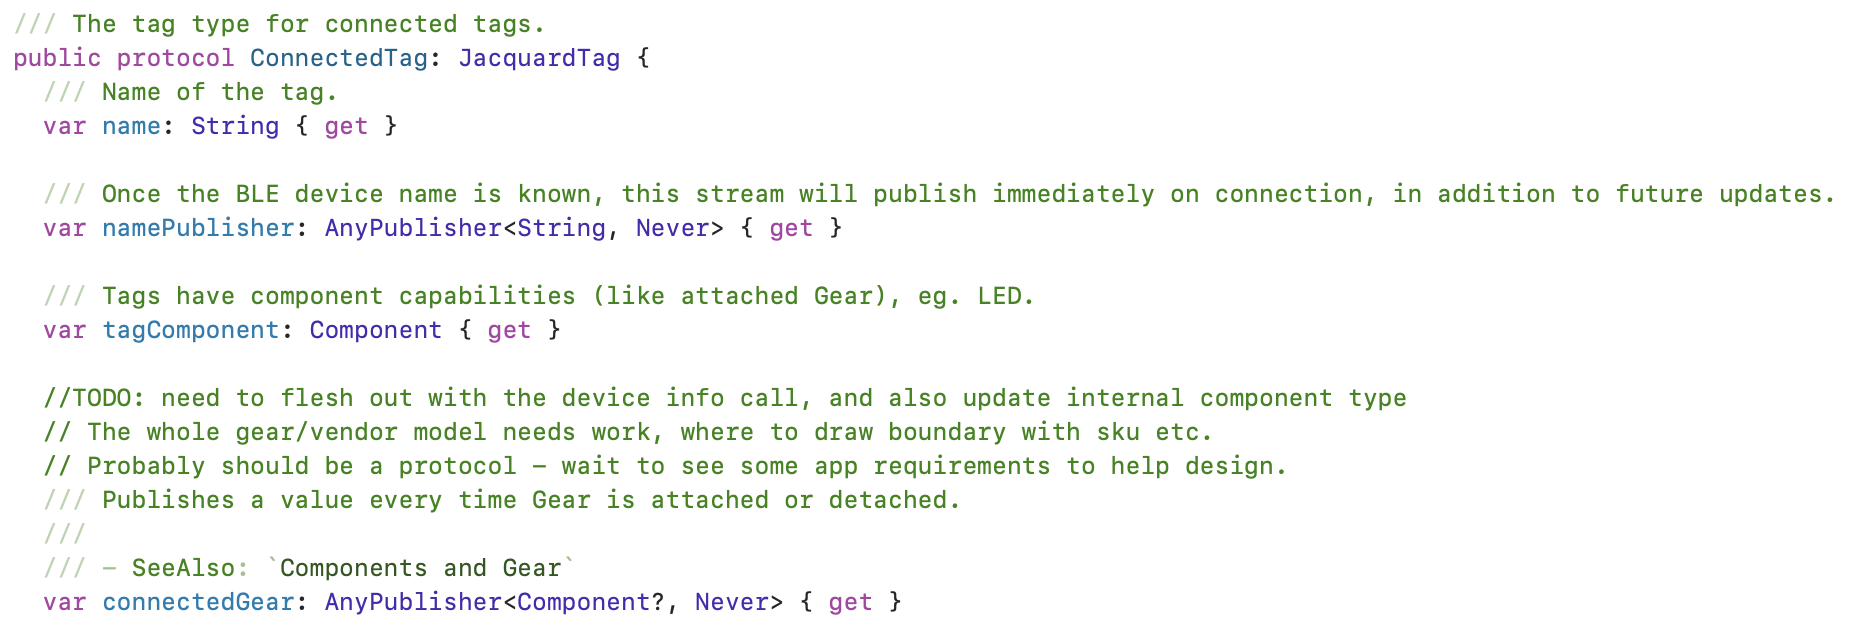 /// The tag type for connected tags.
public protocol ConnectedTag: JacquardTag {
  /// Name of the tag.
  var name: String { get }

  /// Once the BLE device name is known, this stream will publish immediately on connection, in addition to future updates.
  var namePublisher: AnyPublisher<String, Never> { get }

  /// Tags have component capabilities (like attached Gear), eg. LED.
  var tagComponent: Component { get }

  //TODO: need to flesh out with the device info call, and also update internal component type
  // The whole gear/vendor model needs work, where to draw boundary with sku etc.
  // Probably should be a protocol – wait to see some app requirements to help design.
  /// Publishes a value every time Gear is attached or detached.
  ///
  /// – SeeAlso: `Components and Gear`
  var connectedGear: AnyPublisher<Component?, Never> { get }